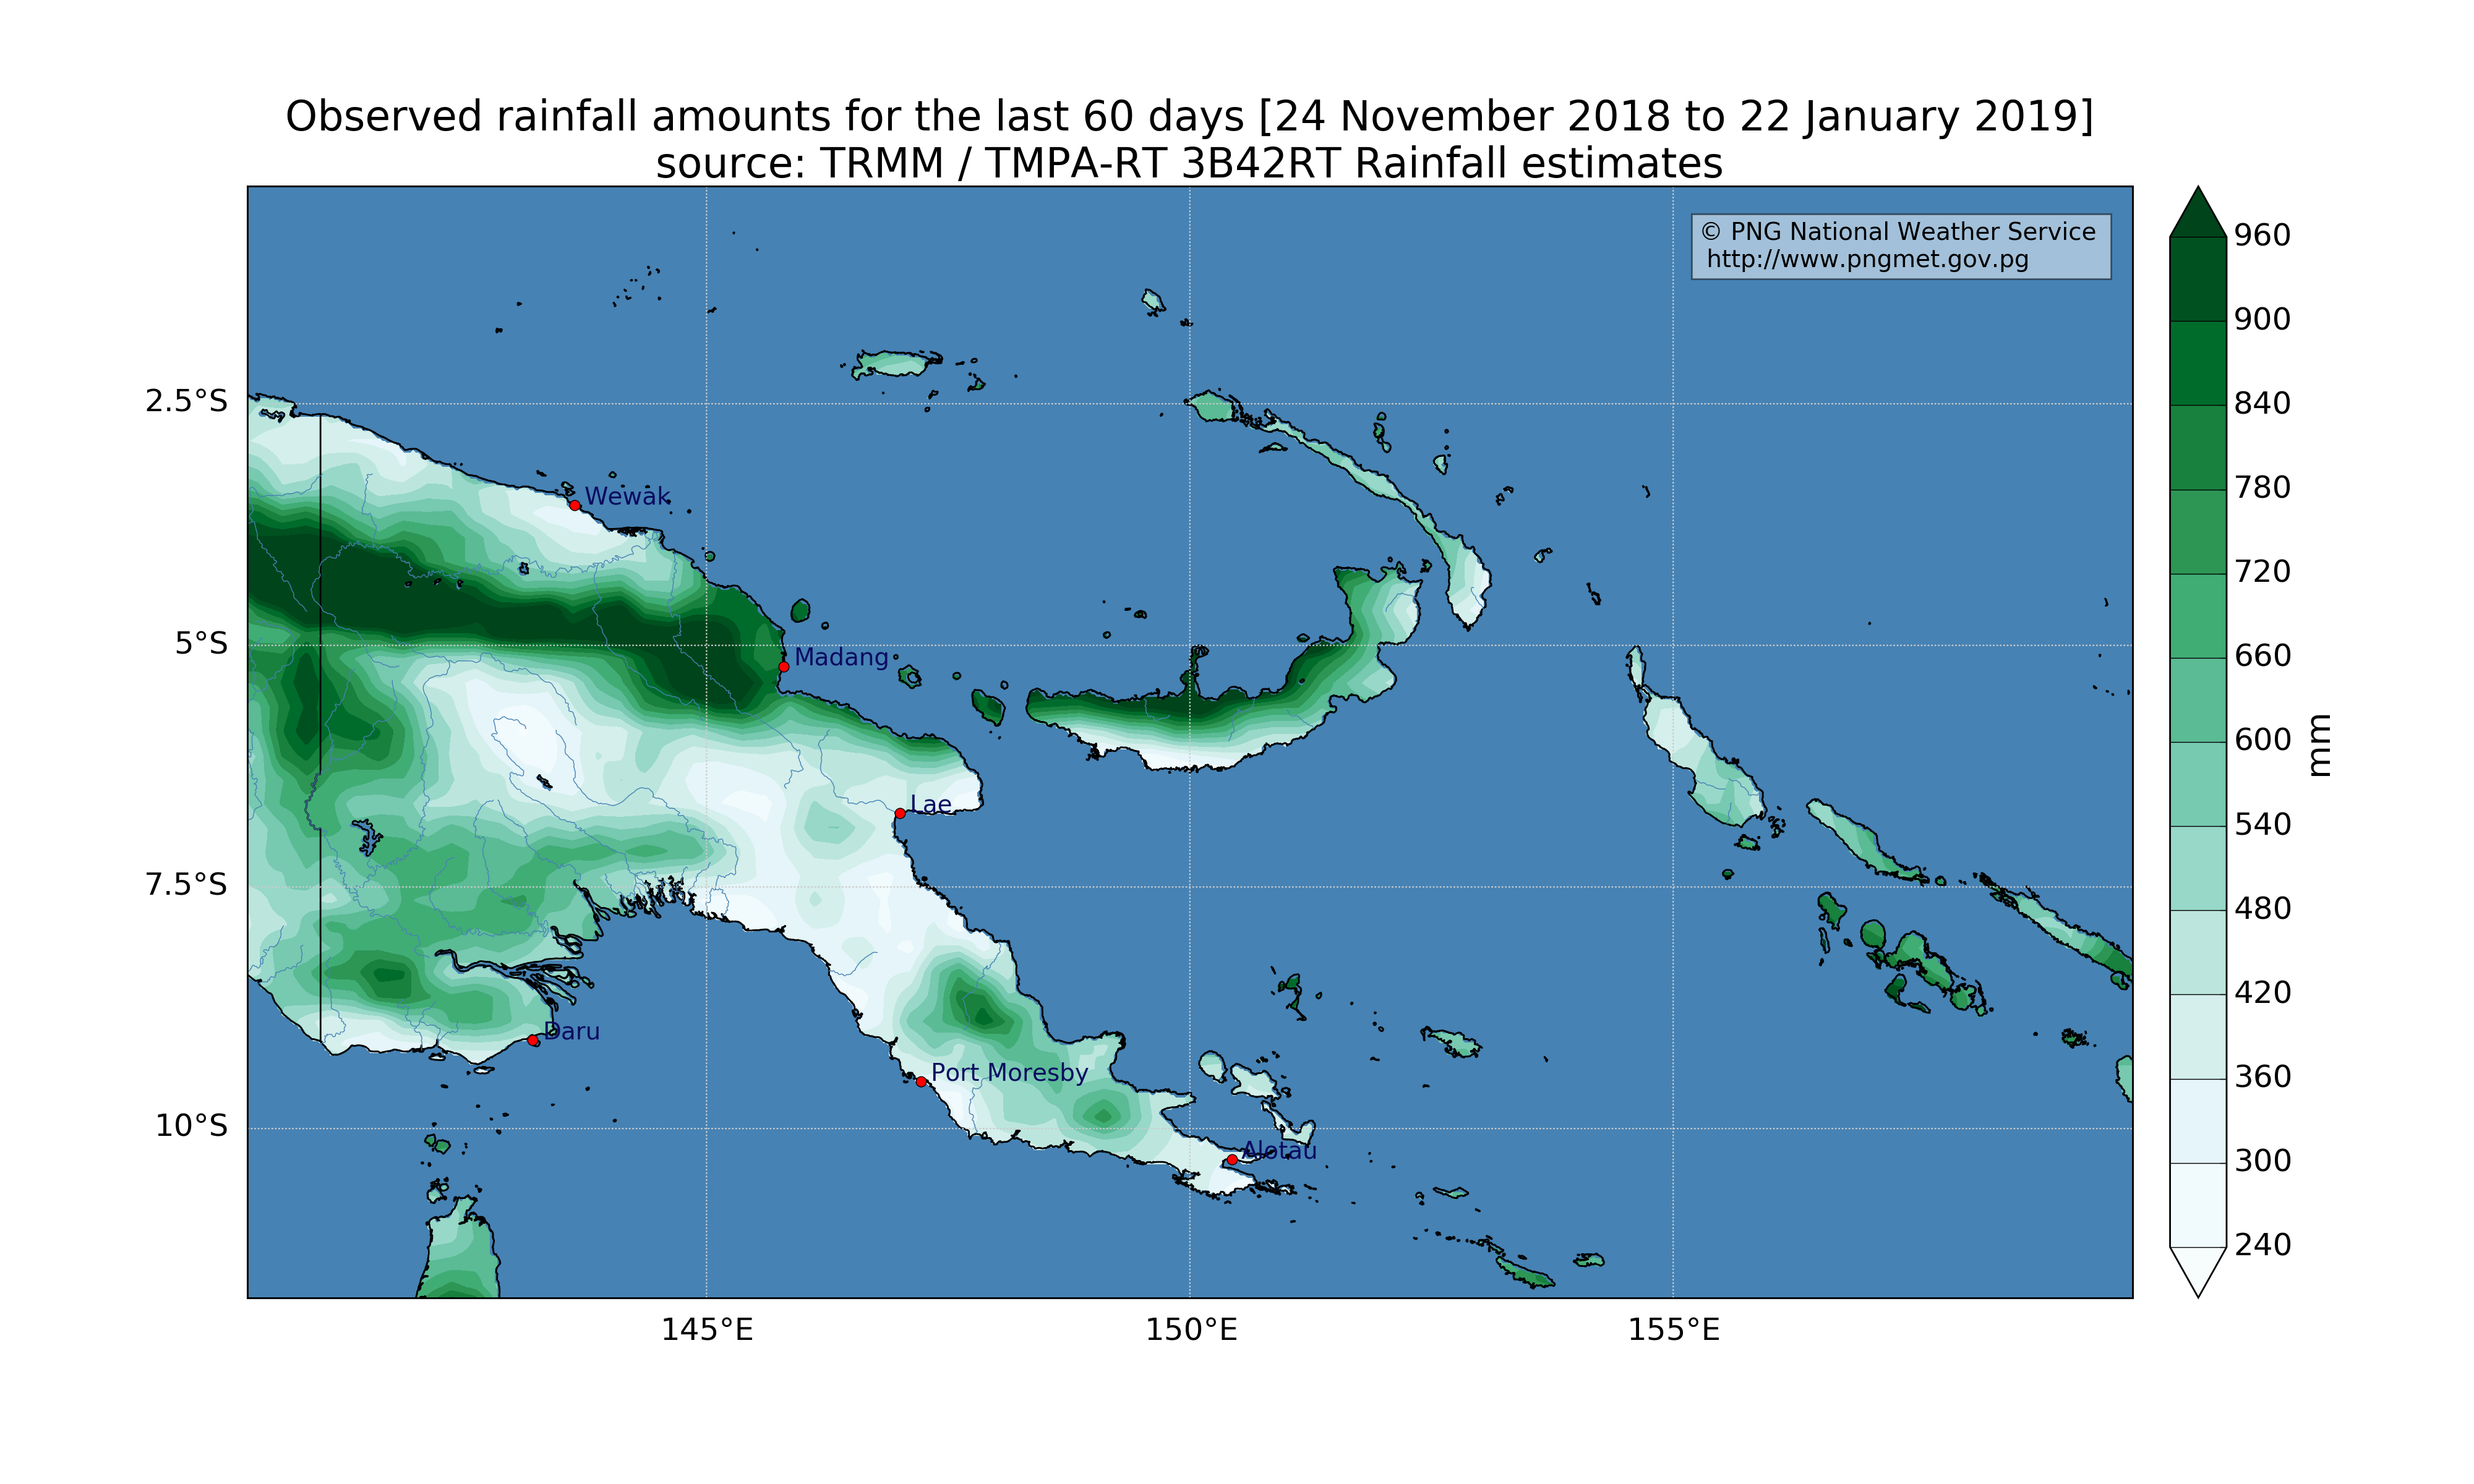 Observed rainfall amounts for the last 60 days [24 November 2018 to 22 January 2019]
source: TRMM / TMPA-RT 3B42RT Rainfall estimates
© PNG National Weather Service
http://www.pngmet.gov.pg
2.5°S
5°S
7.5°S
10°S
Wewak
Madang
Lae
Daru
Port Moresby
Alotau
145°E
150°E
155°E
960
900
840
780
720
660
600
540
480
420
360
300
240
mm